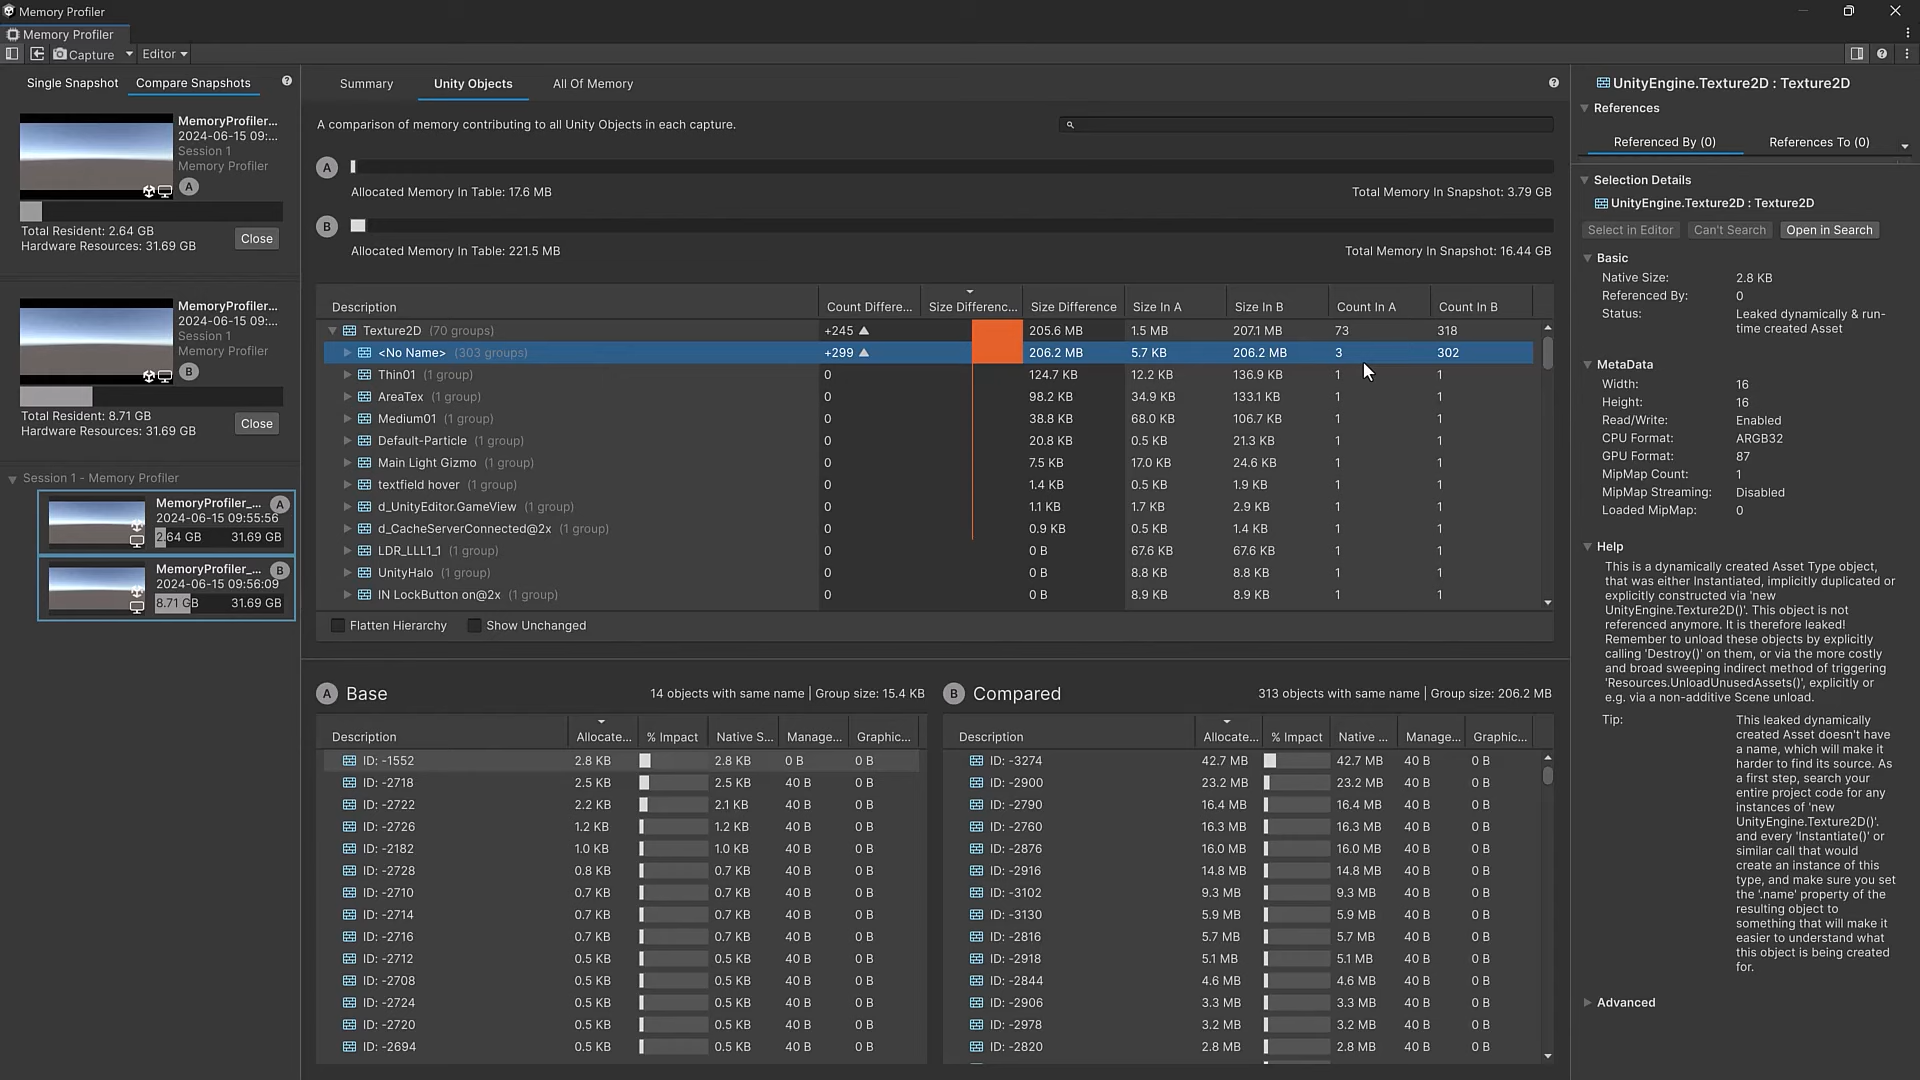 Memory Profiler
Memory Profiler
Capture
Editor
Single Snapshot
Compare Snapshots
MemoryProfiler...
2024-06-15 09:...
Session 1
Memory Profiler
A
Total Resident: 2.64 GB
Hardware Resources: 31.69 GB
Close
MemoryProfiler...
2024-06-15 09:...
Session 1
Memory Profiler
B
Total Resident: 8.71 GB
Hardware Resources: 31.69 GB
Close
Session 1 - Memory Profiler
MemoryProfiler_... A
2024-06-15 09:55:56
2.64 GB 31.69 GB
MemoryProfiler_... B
2024-06-15 09:56:09
8.71 GB 31.69 GB
Summary Unity Objects All Of Memory
A comparison of memory contributing to all Unity Objects in each capture.
A
Allocated Memory In Table: 17.6 MB Total Memory In Snapshot: 3.79 GB
B
Allocated Memory In Table: 221.5 MB Total Memory In Snapshot: 16.44 GB
Description Count Differe... Size Differenc... Size Difference Size In A Size In B Count In A Count In B
Texture2D (70 groups) +245 205.6 MB 1.5 MB 207.1 MB 73 318
<No Name> (303 groups) +299 206.2 MB 5.7 KB 206.2 MB 3 302
Thin01 (1 group) 0 124.7 KB 12.2 KB 136.9 KB 1 1
AreaTex (1 group) 0 98.2 KB 34.9 KB 133.1 KB 1 1
Medium01 (1 group) 0 38.8 KB 68.0 KB 106.7 KB 1 1
Default-Particle (1 group) 0 20.8 KB 0.5 KB 21.3 KB 1 1
Main Light Gizmo (1 group) 0 7.5 KB 17.0 KB 24.6 KB 1 1
textfield hover (1 group) 0 1.4 KB 0.5 KB 1.9 KB 1 1
d_UnityEditor.GameView (1 group) 0 1.1 KB 1.7 KB 2.9 KB 1 1
d_CacheServerConnected@2x (1 group) 0 0.9 KB 0.5 KB 1.4 KB 1 1
LDR_LLL1_1 (1 group) 0 0 B 67.6 KB 67.6 KB 1 1
UnityHalo (1 group) 0 0 B 8.8 KB 8.8 KB 1 1
IN LockButton on@2x (1 group) 0 0 B 8.9 KB 8.9 KB 1 1
Flatten Hierarchy Show Unchanged
A Base 14 objects with same name | Group size: 15.4 KB
Description Allocate... % Impact Native S... Manage... Graphic...
ID: -1552 2.8 KB 2.8 KB 0 B 0 B
ID: -2718 2.5 KB 2.5 KB 40 B 0 B
ID: -2722 2.2 KB 2.1 KB 40 B 0 B
ID: -2726 1.2 KB 1.2 KB 40 B 0 B
ID: -2182 1.0 KB 1.0 KB 40 B 0 B
ID: -2728 0.8 KB 0.7 KB 40 B 0 B
ID: -2710 0.7 KB 0.7 KB 40 B 0 B
ID: -2714 0.7 KB 0.7 KB 40 B 0 B
ID: -2716 0.7 KB 0.7 KB 40 B 0 B
ID: -2712 0.5 KB 0.5 KB 40 B 0 B
ID: -2708 0.5 KB 0.5 KB 40 B 0 B
ID: -2724 0.5 KB 0.5 KB 40 B 0 B
ID: -2720 0.5 KB 0.5 KB 40 B 0 B
ID: -2694 0.5 KB 0.5 KB 40 B 0 B
B Compared 313 objects with same name | Group size: 206.2 MB
Description Allocate... % Impact Native ... Manage... Graphic...
ID: -3274 42.7 MB 42.7 MB 40 B 0 B
ID: -2900 23.2 MB 23.2 MB 40 B 0 B
ID: -2790 16.4 MB 16.4 MB 40 B 0 B
ID: -2760 16.3 MB 16.3 MB 40 B 0 B
ID: -2876 16.0 MB 16.0 MB 40 B 0 B
ID: -2916 14.8 MB 14.8 MB 40 B 0 B
ID: -3102 9.3 MB 9.3 MB 40 B 0 B
ID: -3130 5.9 MB 5.9 MB 40 B 0 B
ID: -2816 5.7 MB 5.7 MB 40 B 0 B
ID: -2918 5.1 MB 5.1 MB 40 B 0 B
ID: -2844 4.6 MB 4.6 MB 40 B 0 B
ID: -2906 3.3 MB 3.3 MB 40 B 0 B
ID: -2978 3.2 MB 3.2 MB 40 B 0 B
ID: -2820 2.8 MB 2.8 MB 40 B 0 B
UnityEngine.Texture2D : Texture2D
References
Referenced By (0) References To (0)
Selection Details
UnityEngine.Texture2D : Texture2D
Select in Editor Can't Search Open in Search
Basic
Native Size: 2.8 KB
Referenced By: 0
Status: Leaked dynamically & run-
time created Asset
MetaData
Width: 16
Height: 16
Read/Write: Enabled
CPU Format: ARGB32
GPU Format: 87
MipMap Count: 1
MipMap Streaming: Disabled
Loaded MipMap: 0
Help
This is a dynamically created Asset Type object,
that was either Instantiated, implicitly duplicated or
explicitly constructed via 'new
UnityEngine.Texture2D()'. This object is not
referenced anymore. It is therefore leaked!
Remember to unload these objects by explicitly
calling 'Destroy()' on them, or via the more costly
and broad sweeping indirect method of triggering
'Resources.UnloadUnusedAssets()', explicitly or
e.g. via a non-additive Scene unload.
Tip: This leaked dynamically
created Asset doesn't have
a name, which will make it
harder to find its source. As
a first step, search your
entire project code for any
instances of 'new
UnityEngine.Texture2D()'.
and every 'Instantiate()' or
similar call that would
create an instance of this
type, and make sure you set
the '.name' property of the
resulting object to
something that will make it
easier to understand what
this object is being created
for.
Advanced